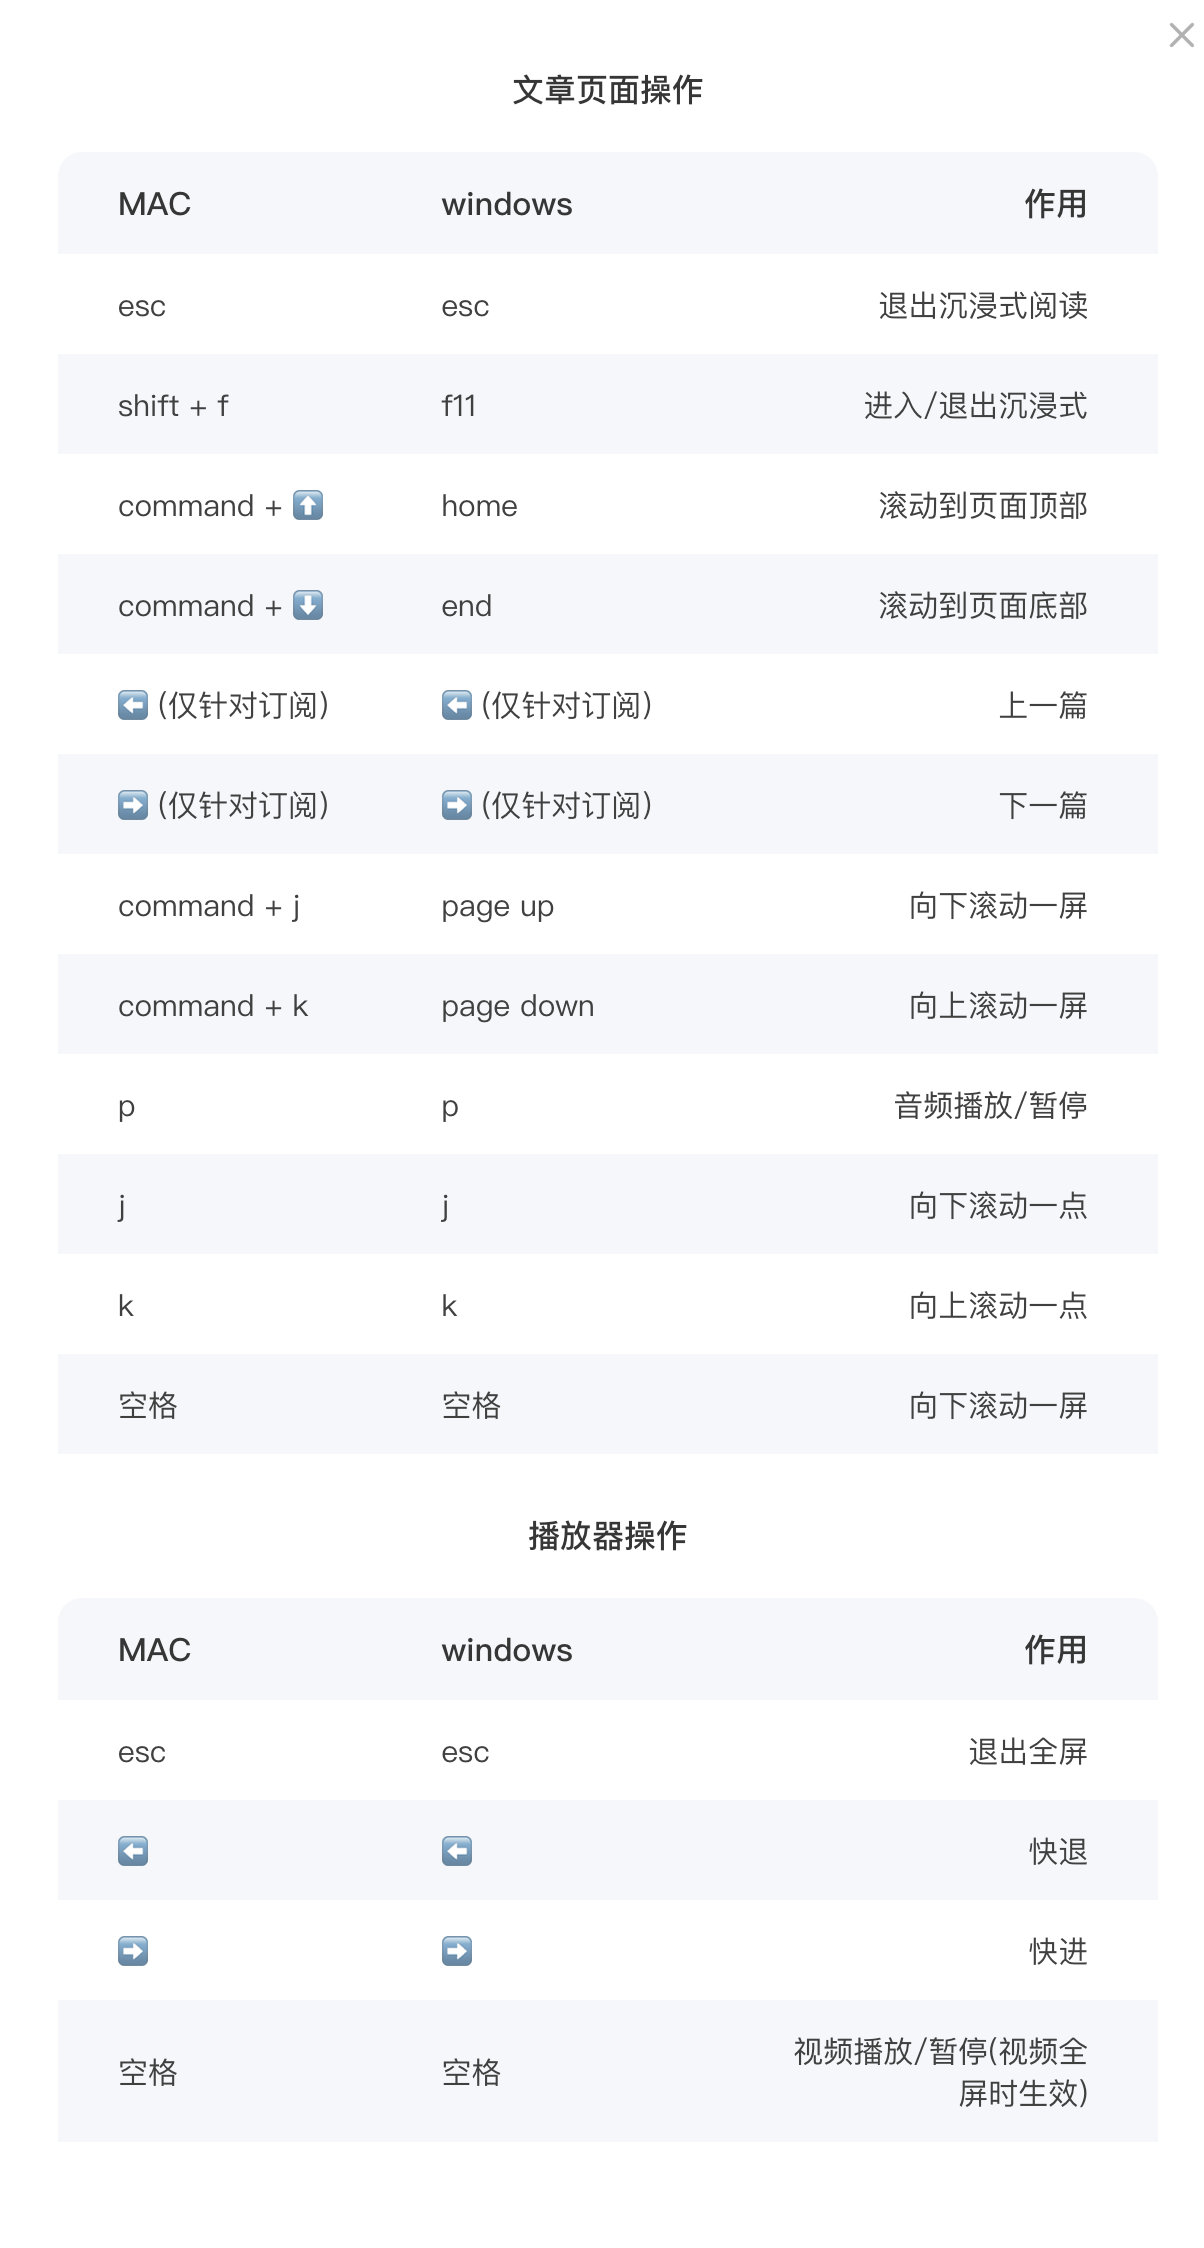 文章页面操作
MAC windows 作用
esc esc 退出沉浸式阅读
shift + f f11 进入/退出沉浸式
command + ⬆️ home 滚动到页面顶部
command + ⬇️ end 滚动到页面底部
⬅️ (仅针对订阅) ⬅️ (仅针对订阅) 上一篇
➡️ (仅针对订阅) ➡️ (仅针对订阅) 下一篇
command + j page up 向下滚动一屏
command + k page down 向上滚动一屏
p p 音频播放/暂停
j j 向下滚动一点
k k 向上滚动一点
空格 空格 向下滚动一屏
播放器操作
MAC windows 作用
esc esc 退出全屏
⬅️ ⬅️ 快退
➡️ ➡️ 快进
空格 空格 视频播放/暂停(视频全
屏时生效)